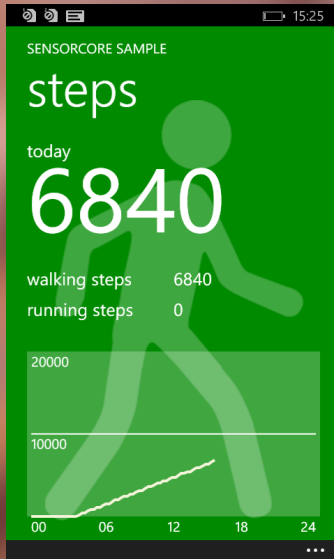 15:25
SENSORCORE SAMPLE
steps
today
6840
walking steps 6840
running steps 0
20000
10000
00 06 12 18 24